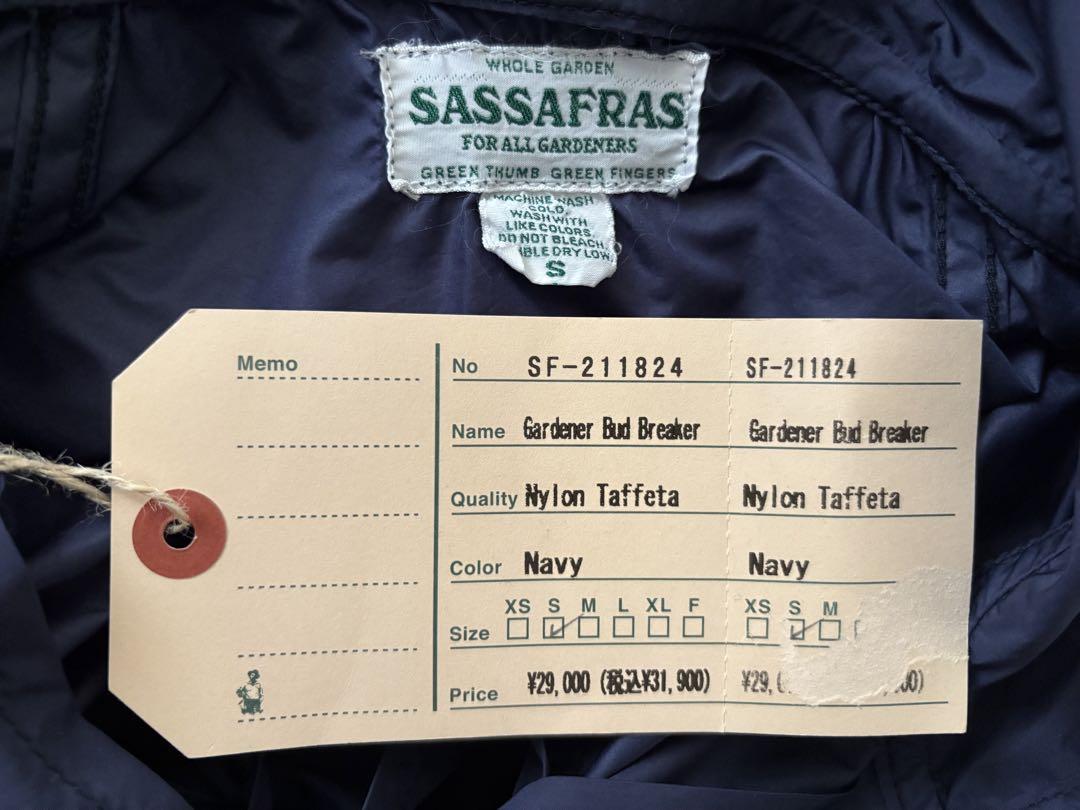 WHOLE GARDEN
SASSAFRAS
FOR ALL GARDENERS
GREEN THUMB GREEN FINGERS
MACHINE WASH
COLD,
WASH WITH
LIKE COLORS
DO NOT BLEACH
BLE DRY LOW
S
Memo
No SF-211824 SF-211824
Name Gardener Bud Breaker Gardener Bud Breaker
Quality Nylon Taffeta Nylon Taffeta
Color Navy Navy
XS S M L XL F XS S M
Size
Price ¥29,000 (税込¥31,900) ¥29,